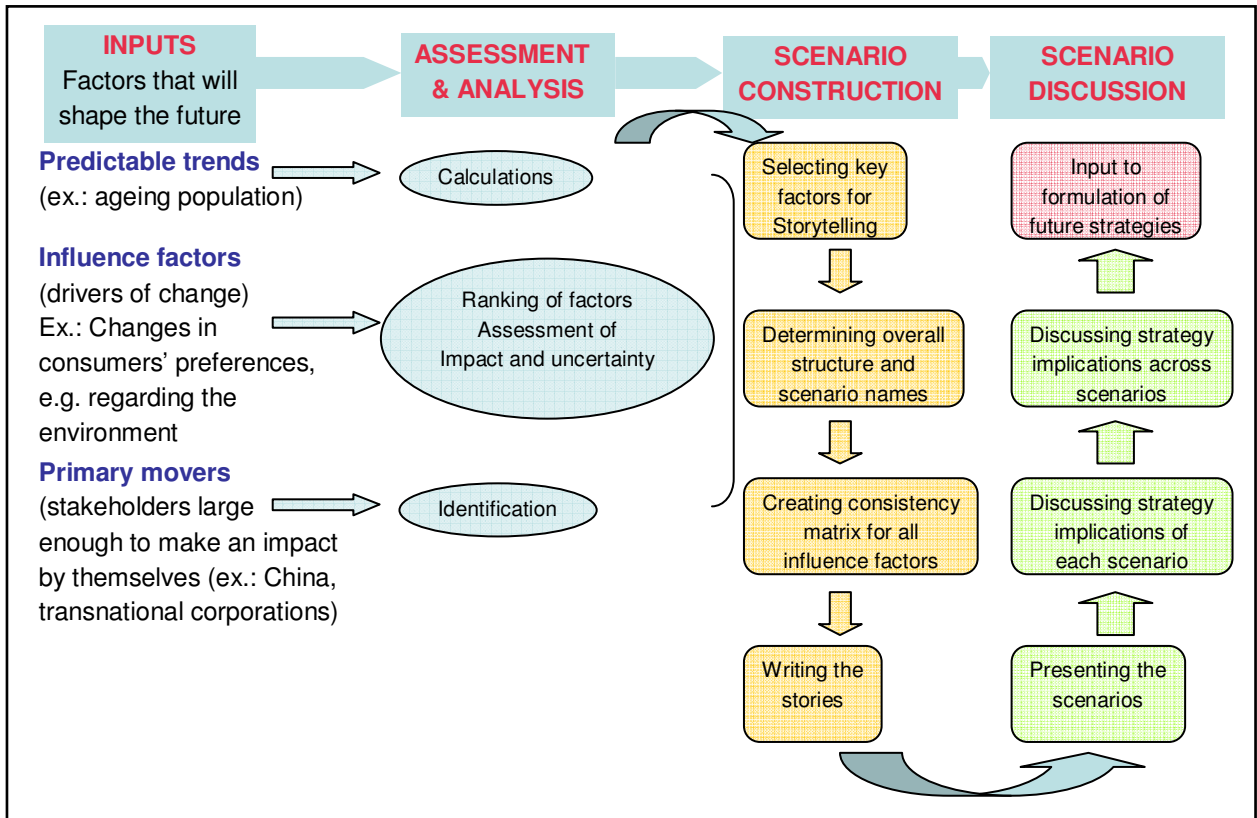 INPUTS
Factors that will
shape the future
ASSESSMENT
& ANALYSIS
SCENARIO
CONSTRUCTION
SCENARIO
DISCUSSION
Predictable trends
(ex.: ageing population)
Influence factors
(drivers of change)
Ex.: Changes in
consumers’ preferences,
e.g. regarding the
environment
Primary movers
(stakeholders large
enough to make an impact
by themselves (ex.: China,
transnational corporations)
Calculations
Ranking of factors
Assessment of
Impact and uncertainty
Identification
Selecting key
factors for
Storytelling
Determining overall
structure and
scenario names
Creating consistency
matrix for all
influence factors
Writing the
stories
Input to
formulation of
future strategies
Discussing strategy
implications across
scenarios
Discussing strategy
implications of
each scenario
Presenting the
scenarios